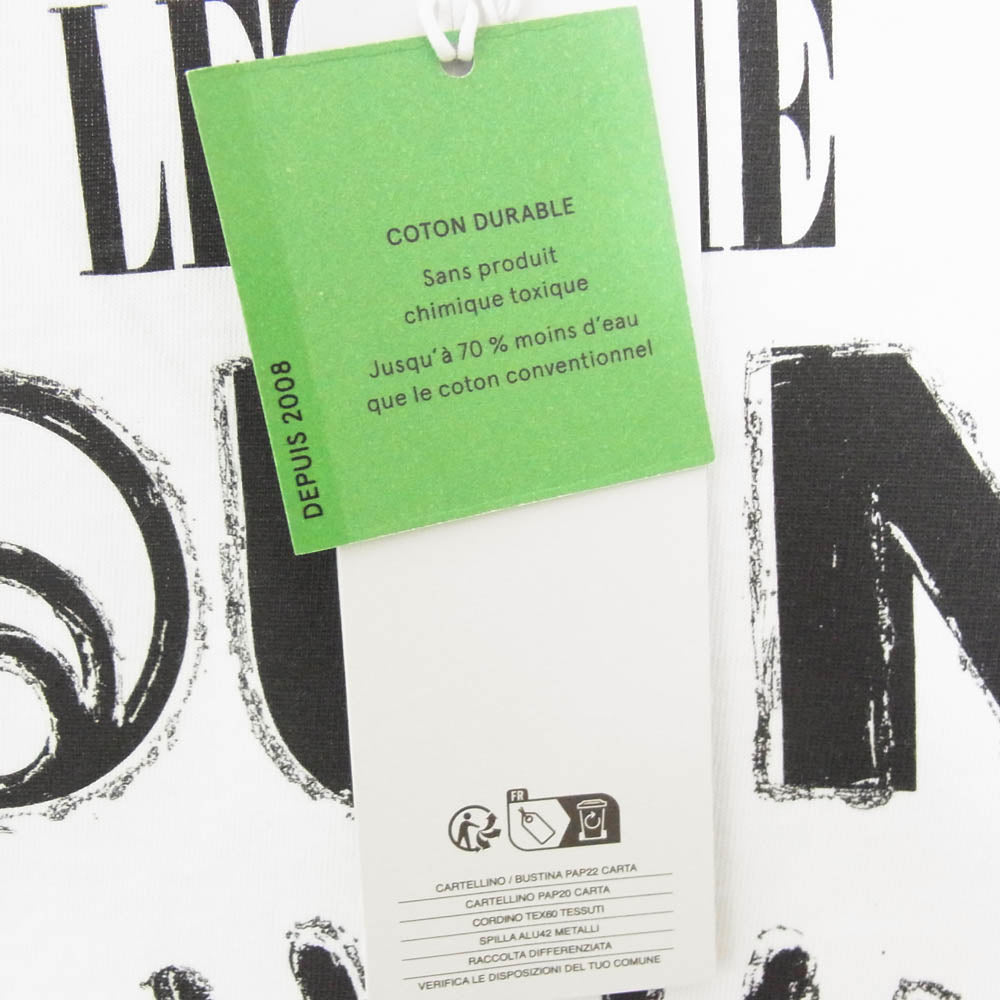 COTON DURABLE
Sans produit
chimique toxique
Jusqu'à 70 % moins d'eau
que le coton conventionnel
DEPUIS 2008
FR
CARTELLINO / BUSTINA PAP22 CARTA
CARTELLINO PAP20 CARTA
CORDINO TEX60 TESSUTI
SPILLA ALU42 METALLI
RACCOLTA DIFFERENZIATA
VERIFICA LE DISPOSIZIONI DEL TUO COMUNE